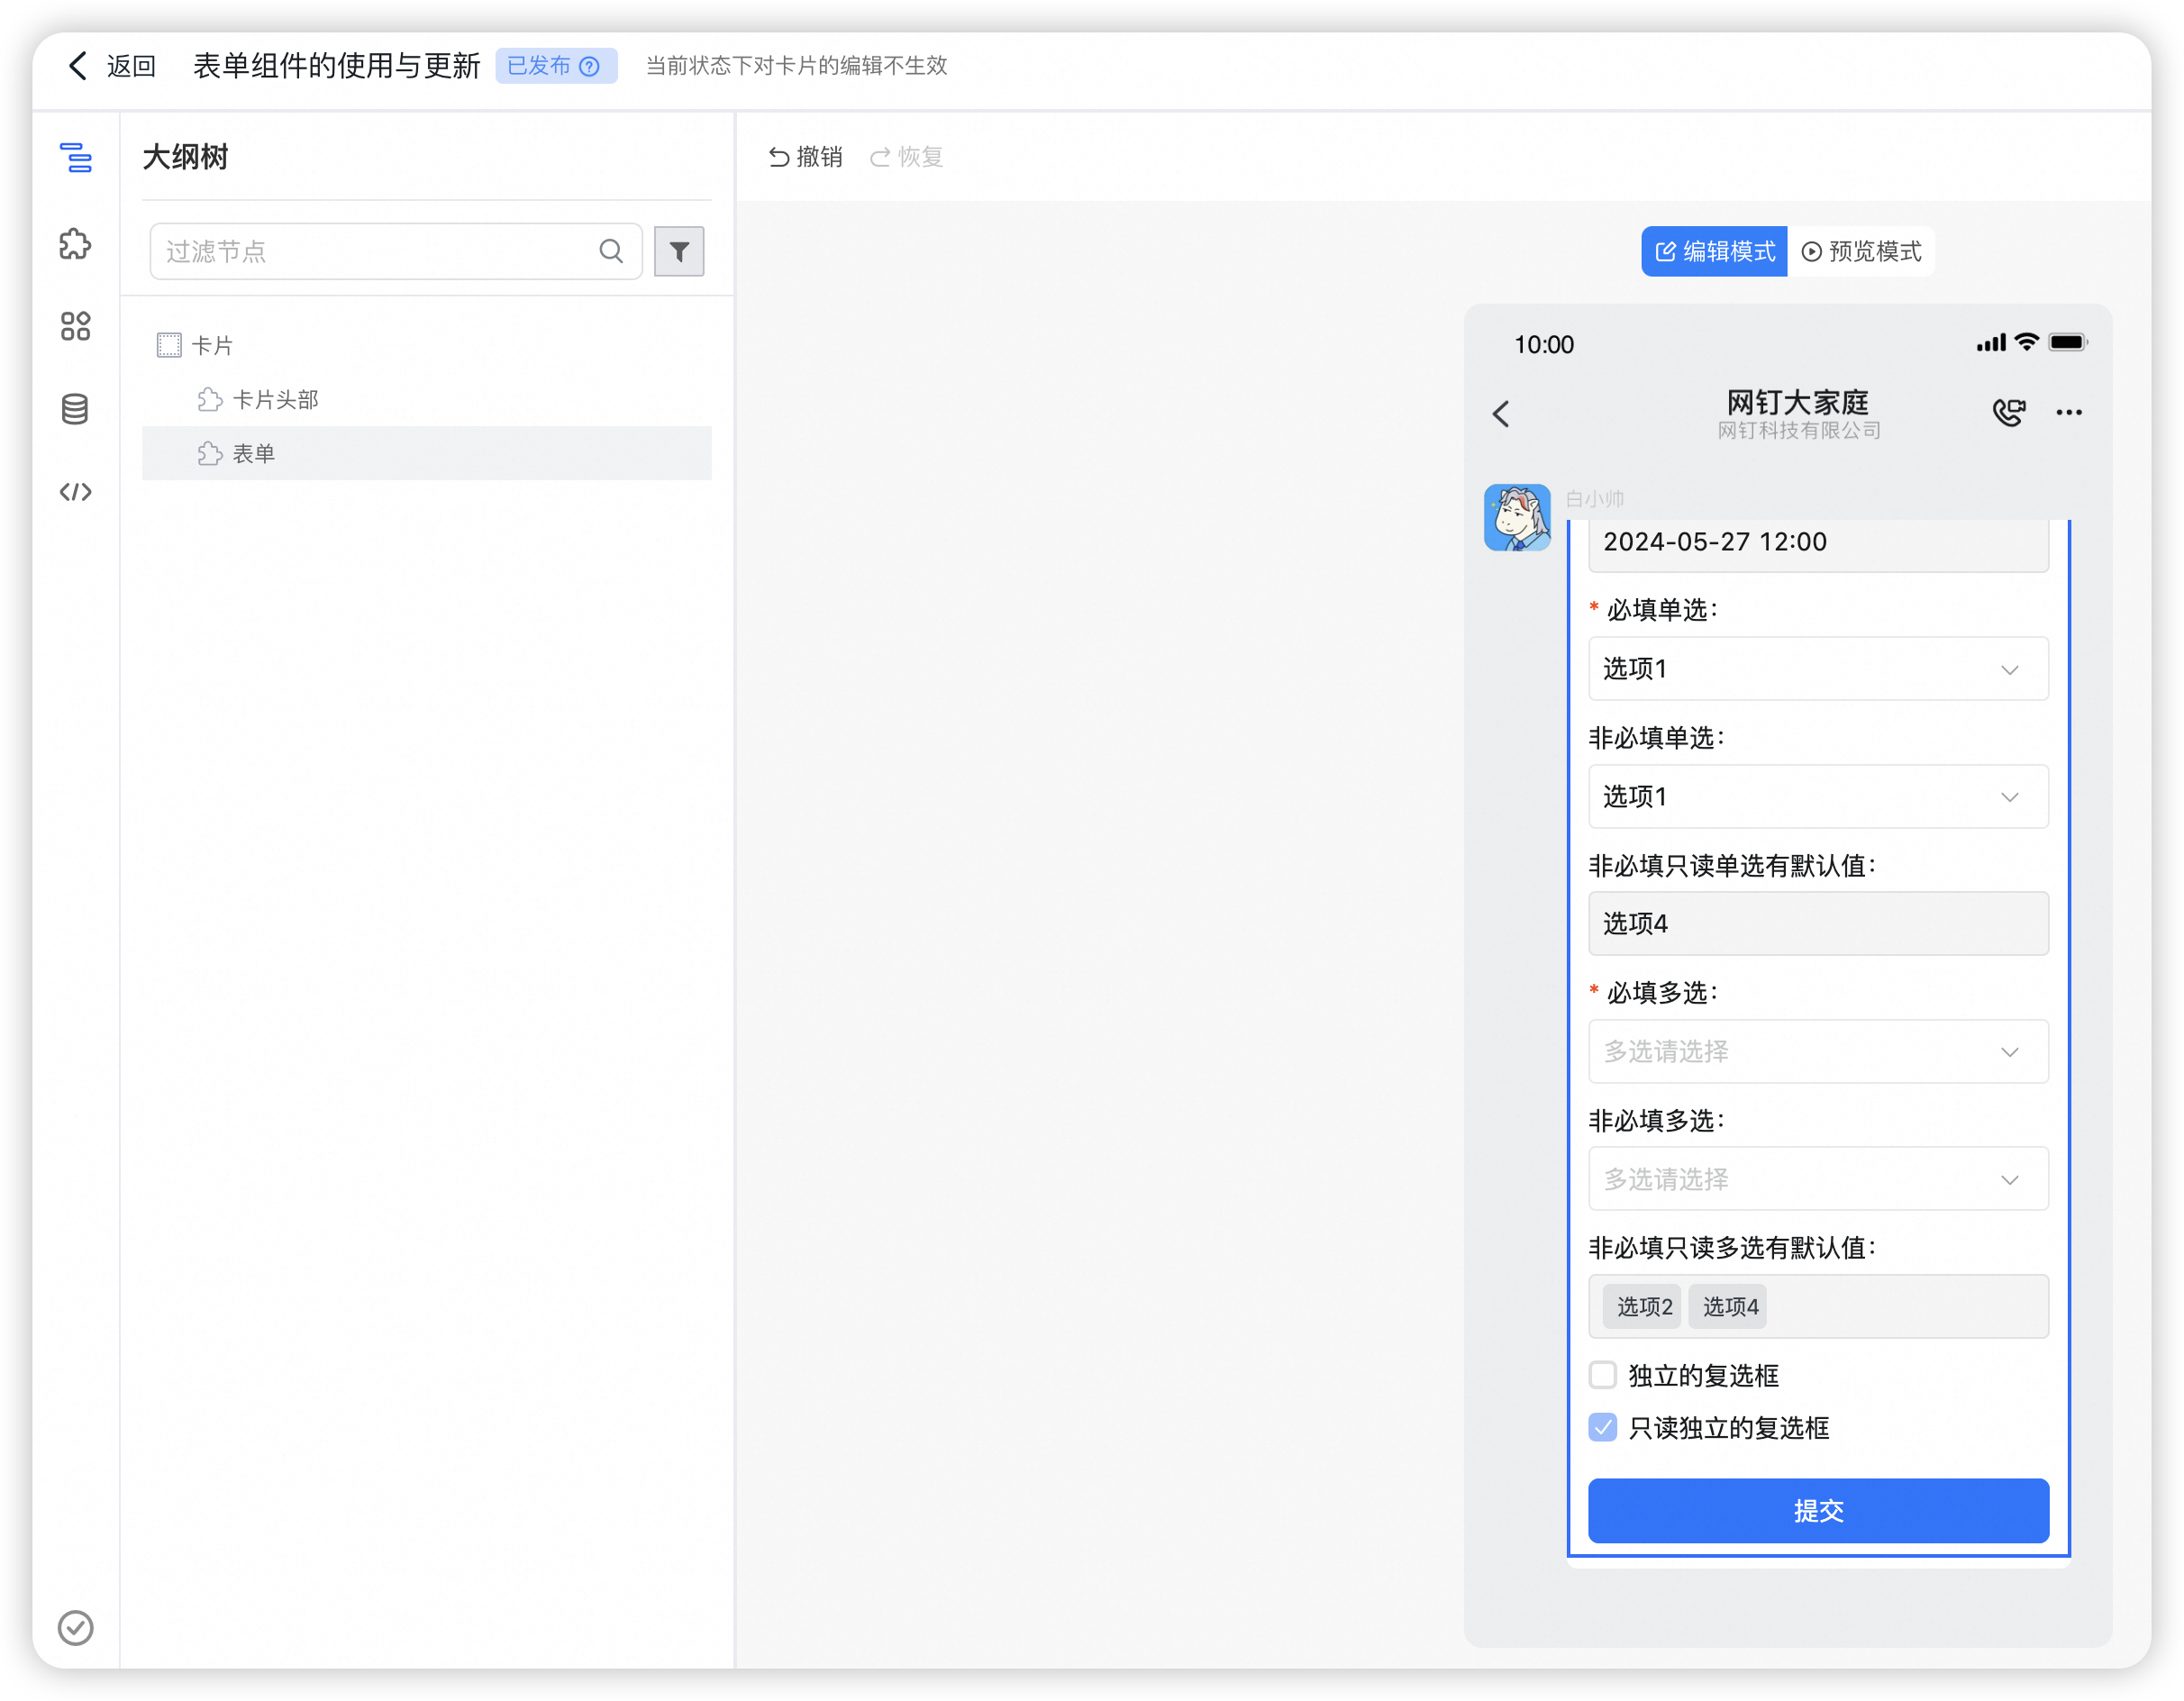 返回 表单组件的使用与更新 已发布 当前状态下对卡片的编辑不生效
大纲树
撤销 恢复
过滤节点
编辑模式 预览模式
卡片
卡片头部
表单
10:00
网钉大家庭
网钉科技有限公司
白小帅
2024-05-27 12:00
* 必填单选:
选项1
非必填单选:
选项1
非必填只读单选有默认值:
选项4
* 必填多选:
多选请选择
非必填多选:
多选请选择
非必填只读多选有默认值:
选项2 选项4
独立的复选框
只读独立的复选框
提交